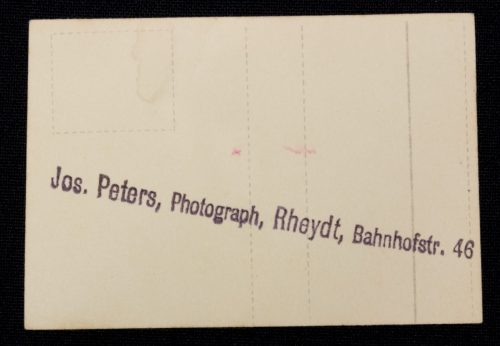 Jos. Peters, Photograph, Rheydt, Bahnhofstr. 46